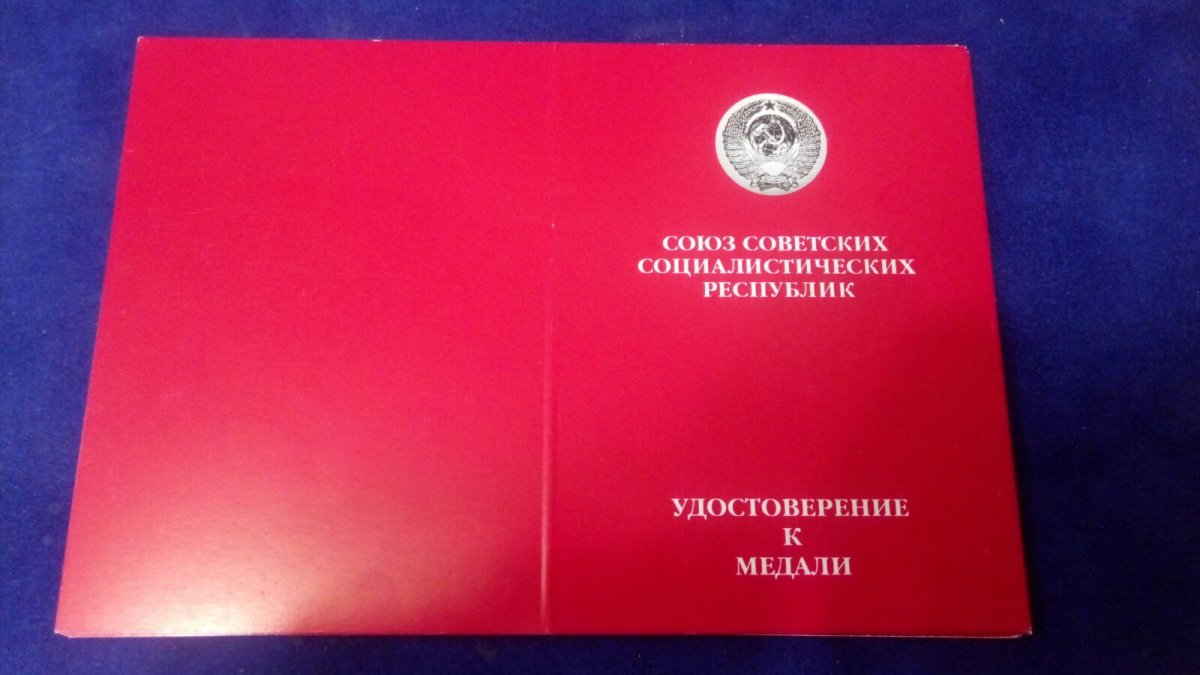 СОЮЗ СОВЕТСКИХ
СОЦИАЛИСТИЧЕСКИХ
РЕСПУБЛИК
УДОСТОВЕРЕНИЕ
К
МЕДАЛИ